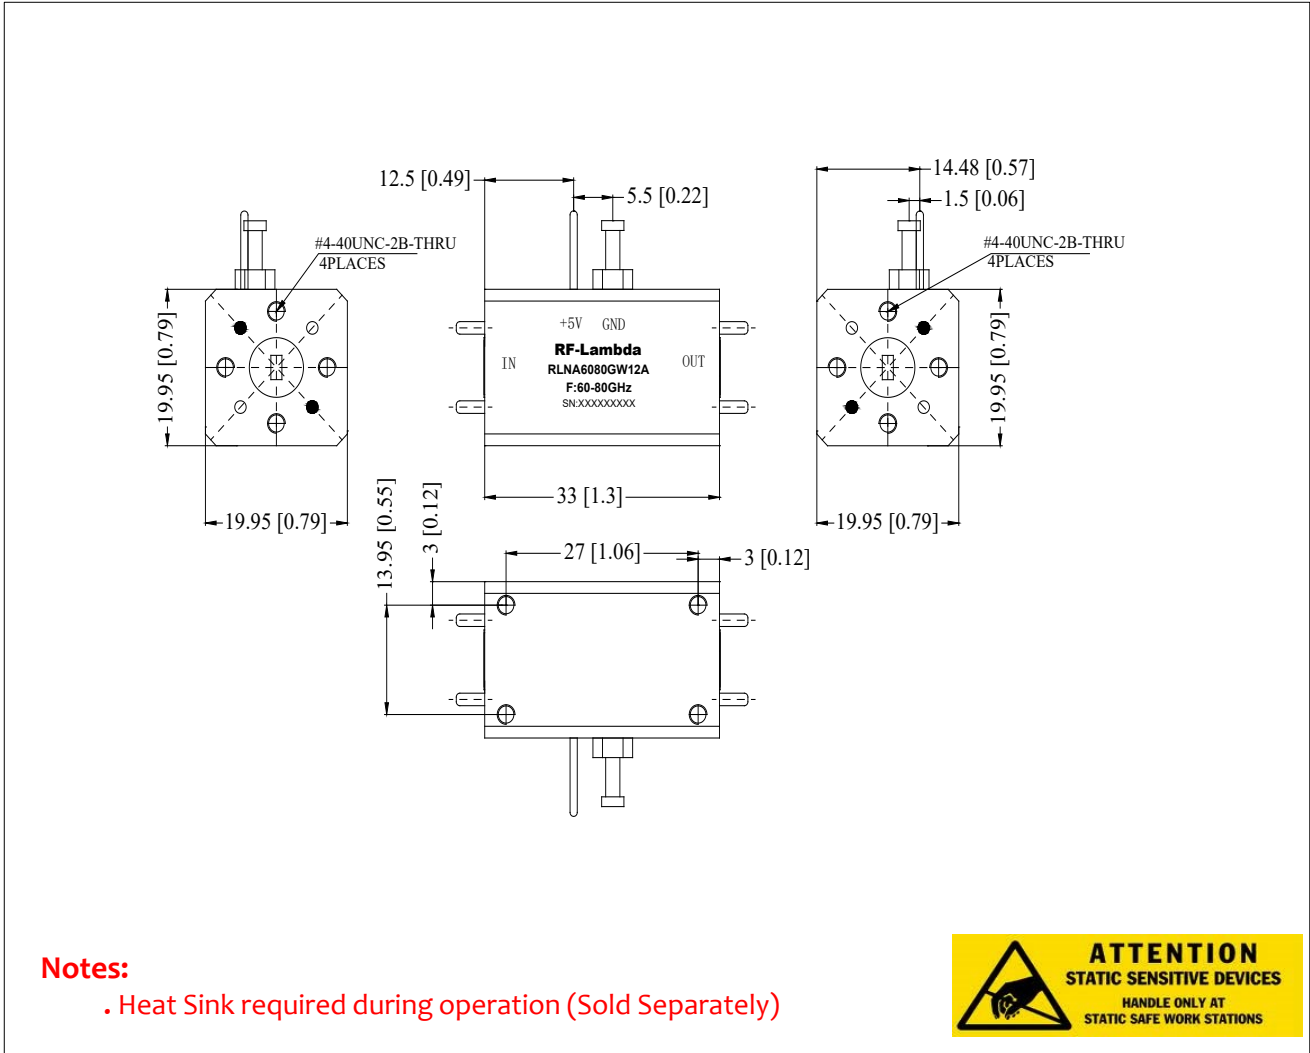 12.5 [0.49]
5.5 [0.22]
14.48 [0.57]
1.5 [0.06]
#4-40UNC-2B-THRU
4PLACES
#4-40UNC-2B-THRU
4PLACES
19.95 [0.79]
19.95 [0.79]
+5V GND
RF-Lambda
IN
OUT
RLNA6080GW12A
F:60-80GHz
SN:XXXXXXXXX
19.95 [0.79]
33 [1.3]
19.95 [0.79]
19.95 [0.79]
13.95 [0.55]
3 [0.12]
27 [1.06]
3 [0.12]
Notes:
. Heat Sink required during operation (Sold Separately)
ATTENTION
STATIC SENSITIVE DEVICES
HANDLE ONLY AT
STATIC SAFE WORK STATIONS